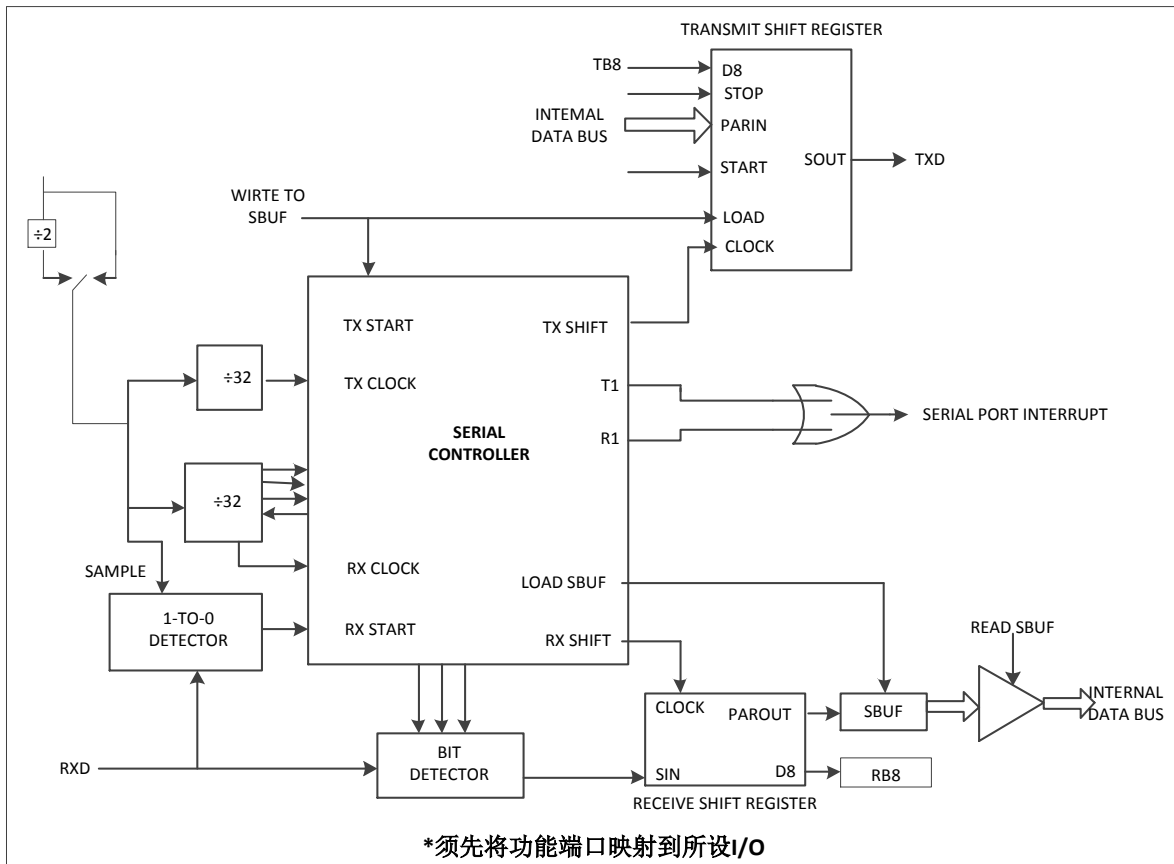 TRANSMIT SHIFT REGISTER
TB8
D8
STOP
INTEMAL
DATA BUS
PARIN
START
SOUT
TXD
WIRTE TO
SBUF
LOAD
CLOCK
÷2
TX START
TX SHIFT
÷32
TX CLOCK
T1
SERIAL
CONTROLLER
R1
SERIAL PORT INTERRUPT
÷32
SAMPLE
RX CLOCK
LOAD SBUF
1-TO-0
DETECTOR
RX START
RX SHIFT
READ SBUF
CLOCK
PAROUT
SBUF
INTERNAL
DATA BUS
RXD
BIT
DETECTOR
SIN
D8
RB8
RECEIVE SHIFT REGISTER
*须先将功能端口映射到所设I/O